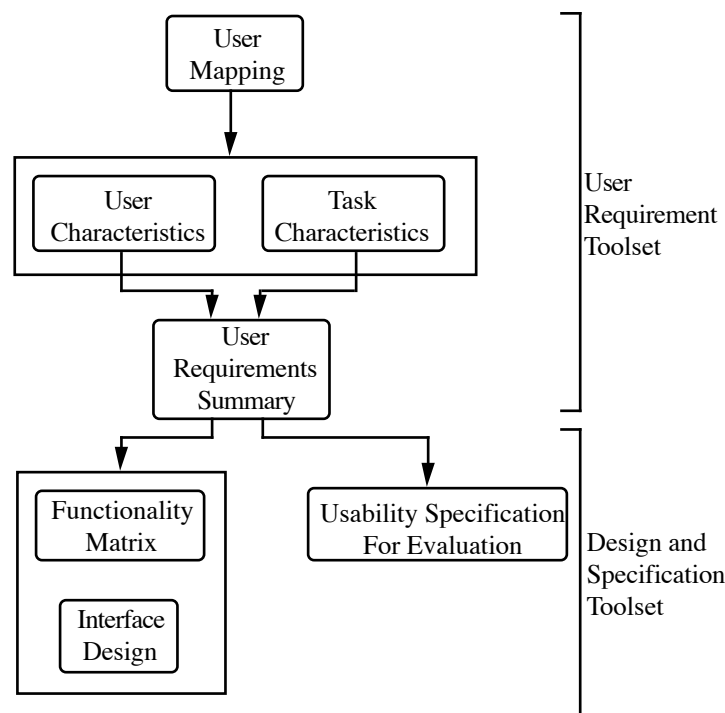 User
Mapping
User
Characteristics
Task
Characteristics
User
Requirement
Toolset
User
Requirements
Summary
Functionality
Matrix
Usability Specification
For Evaluation
Interface
Design
Design and
Specification
Toolset